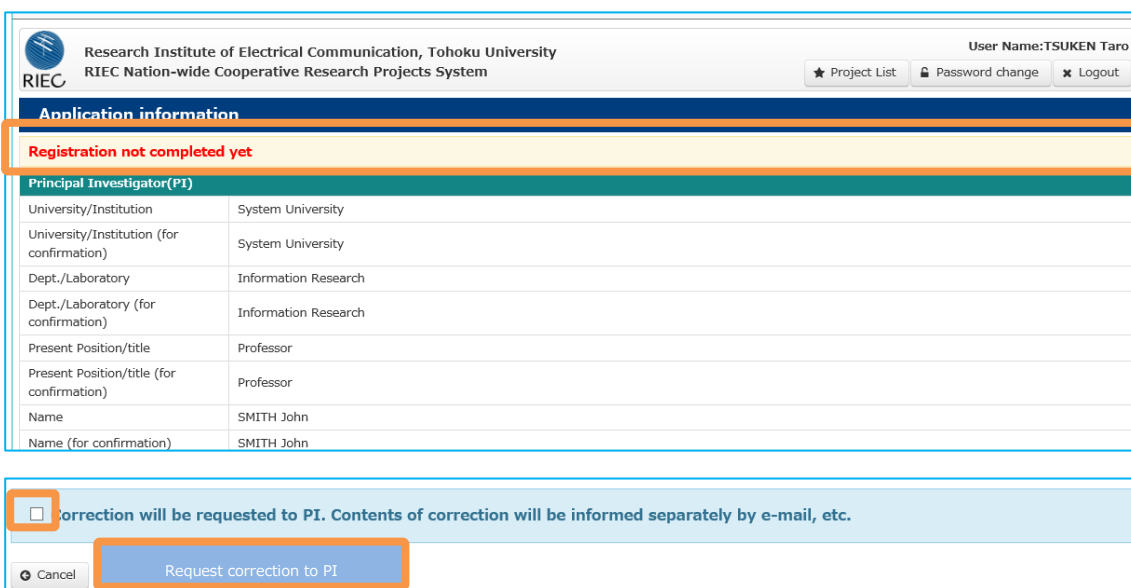 Research Institute of Electrical Communication, Tohoku University
RIEC Nation-wide Cooperative Research Projects System
RIEC
User Name:TSUKEN Taro
Project List Password change Logout
Application information
Registration not completed yet
Principal Investigator(PI)
University/Institution System University
University/Institution (for
confirmation) System University
Dept./Laboratory Information Research
Dept./Laboratory (for
confirmation) Information Research
Present Position/title Professor
Present Position/title (for
confirmation) Professor
Name SMITH John
Name (for confirmation) SMITH John
Correction will be requested to PI. Contents of correction will be informed separately by e-mail, etc.
Cancel Request correction to PI